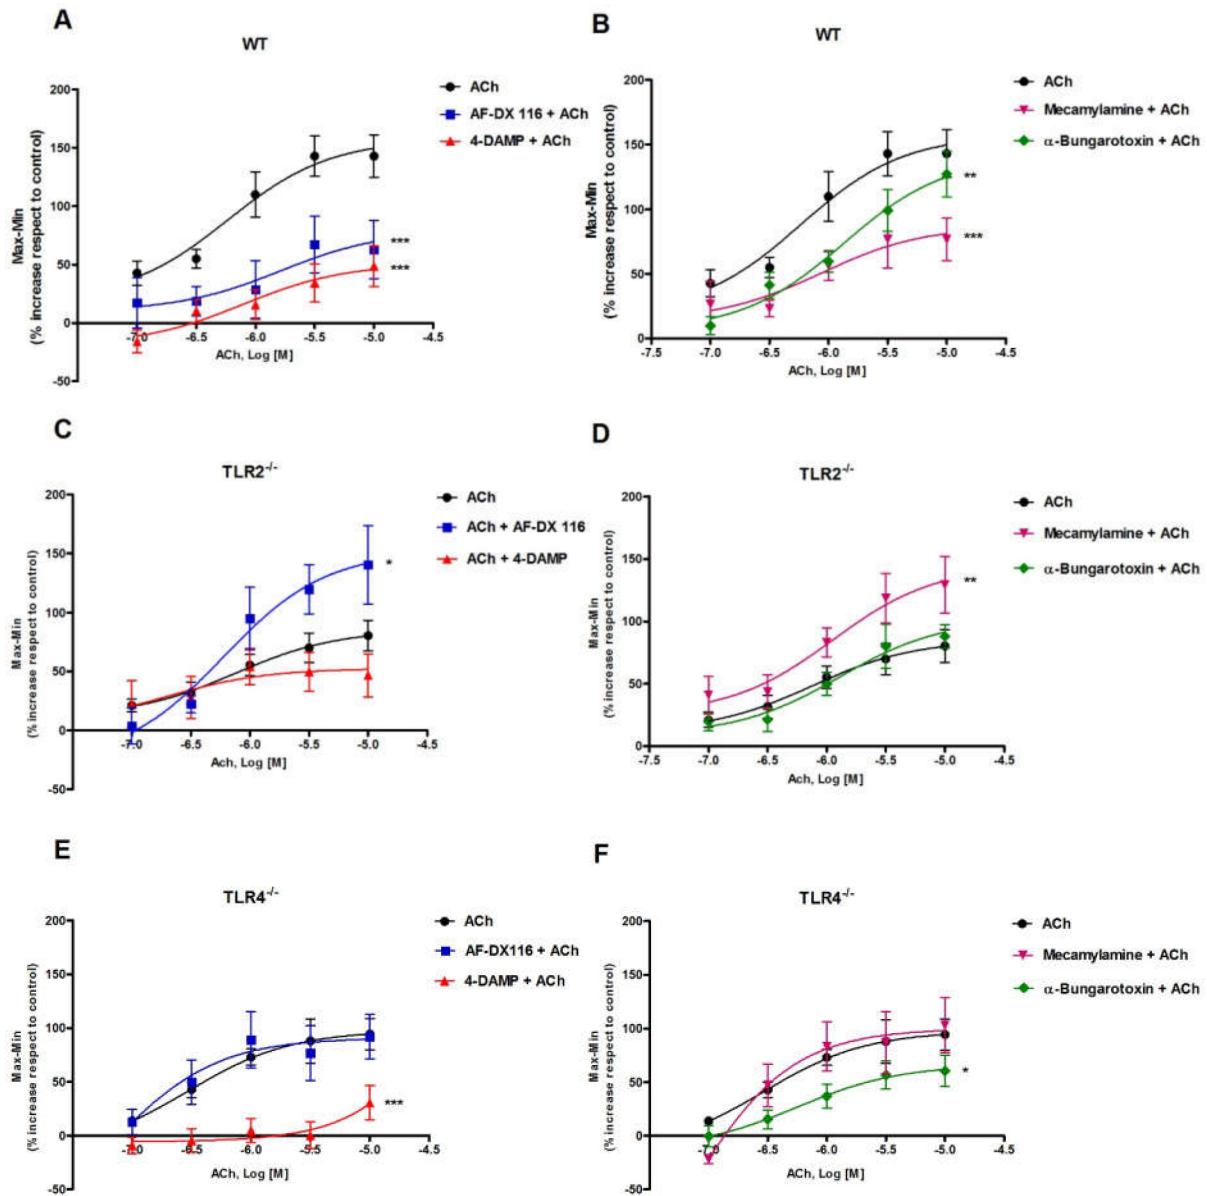 A
WT
Max-Min
(% increase respect to control)
200
150
100
50
0
-50
-7.0
-6.5
-6.0
-5.5
-5.0
-4.5
ACh, Log [M]
ACh
AF-DX 116 + ACh
4-DAMP + ACh
***
***
B
WT
Max-Min
(% increase respect to control)
200
150
100
50
0
-7.5
-7.0
-6.5
-6.0
-5.5
-5.0
-4.5
ACh, Log [M]
ACh
Mecamylamine + ACh
α-Bungarotoxin + ACh
**
***
C
TLR2-/-
Max-Min
(% increase respect to control)
200
150
100
50
0
-50
-7.0
-6.5
-6.0
-5.5
-5.0
-4.5
Ach, Log [M]
ACh
ACh + AF-DX 116
ACh + 4-DAMP
*
D
TLR2-/-
Max-Min
(% increase respect to control)
200
150
100
50
0
-7.5
-7.0
-6.5
-6.0
-5.5
-5.0
-4.5
Ach, Log [M]
ACh
Mecamylamine + ACh
α-Bungarotoxin + ACh
**
E
TLR4-/-
Max-Min
(% increase respect to control)
200
150
100
50
0
-50
-7.0
-6.5
-6.0
-5.5
-5.0
-4.5
ACh, Log [M]
ACh
AF-DX116 + ACh
4-DAMP + ACh
***
F
TLR4-/-
Max-Min
(% increase respect to control)
200
150
100
50
0
-50
-7.0
-6.5
-6.0
-5.5
-5.0
-4.5
ACh, Log [M]
ACh
Mecamylamine + ACh
α-Bungarotoxin + ACh
*